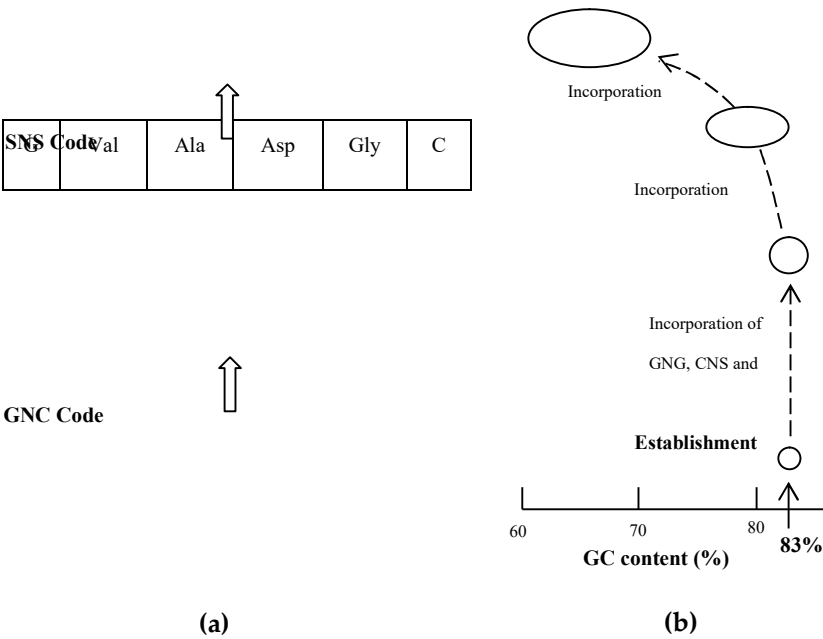 SNS Code
G Val Ala Asp Gly C
GNC Code
(a)
Incorporation
Incorporation
Incorporation of
GNG, CNS and
Establishment
60 70 80 83%
GC content (%)
(b)